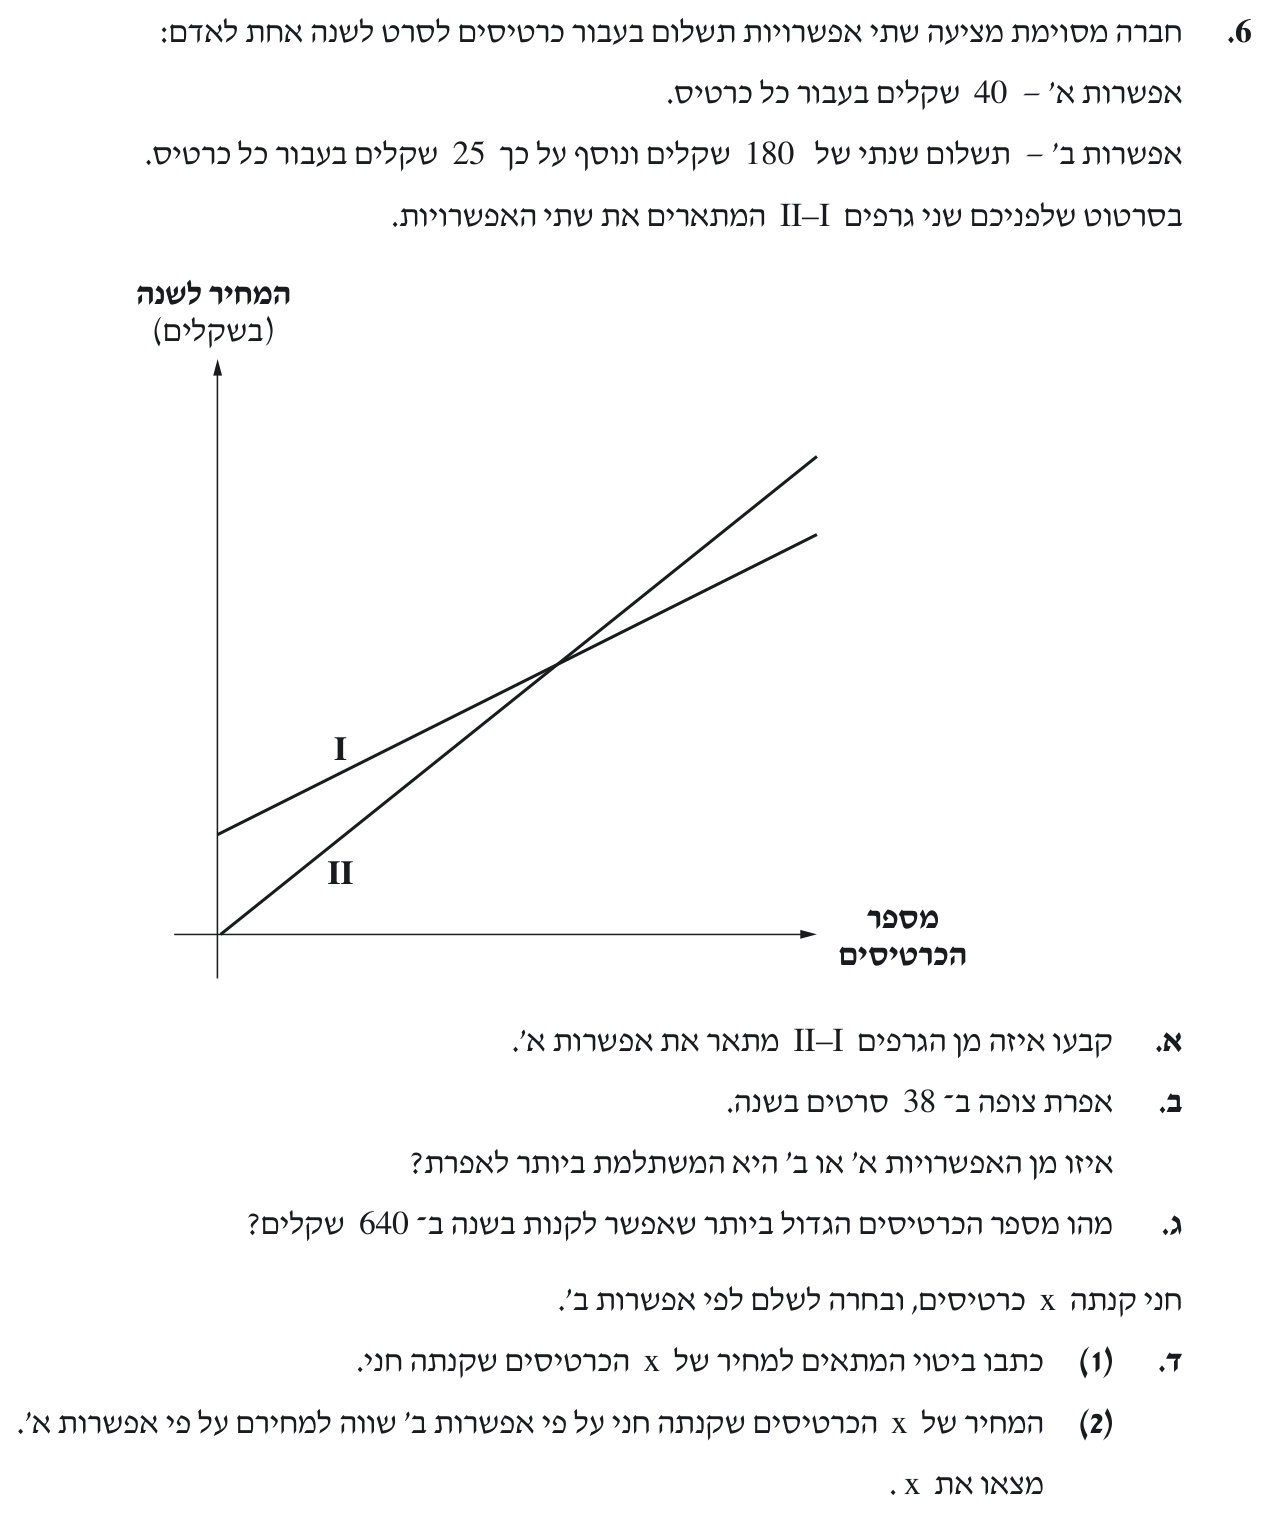 6. חברה מסוימת מציעה שתי אפשרויות תשלום בעבור כרטיסים לסרט לשנה אחת לאדם:
אפשרות א' – 40 שקלים בעבור כל כרטיס.
אפשרות ב' – תשלום שנתי של 180 שקלים ונוסף על כך 25 שקלים בעבור כל כרטיס.
בסרטוט שלפניכם שני גרפים I–II המתארים את שתי האפשרויות.
המחיר לשנה
(בשקלים)
I
II
מספר
הכרטיסים
א. קבעו איזה מן הגרפים I–II מתאר את אפשרות א'.
ב. אפרת צופה ב־ 38 סרטים בשנה.
איזו מן האפשרויות א' או ב' היא המשתלמת ביותר לאפרת?
ג. מהו מספר הכרטיסים הגדול ביותר שאפשר לקנות בשנה ב־ 640 שקלים?
חני קנתה x כרטיסים, ובחרה לשלם לפי אפשרות ב'.
ד. (1) כתבו ביטוי המתאים למחיר של x הכרטיסים שקנתה חני.
(2) המחיר של x הכרטיסים שקנתה חני על פי אפשרות ב' שווה למחירם על פי אפשרות א'.
מצאו את x .